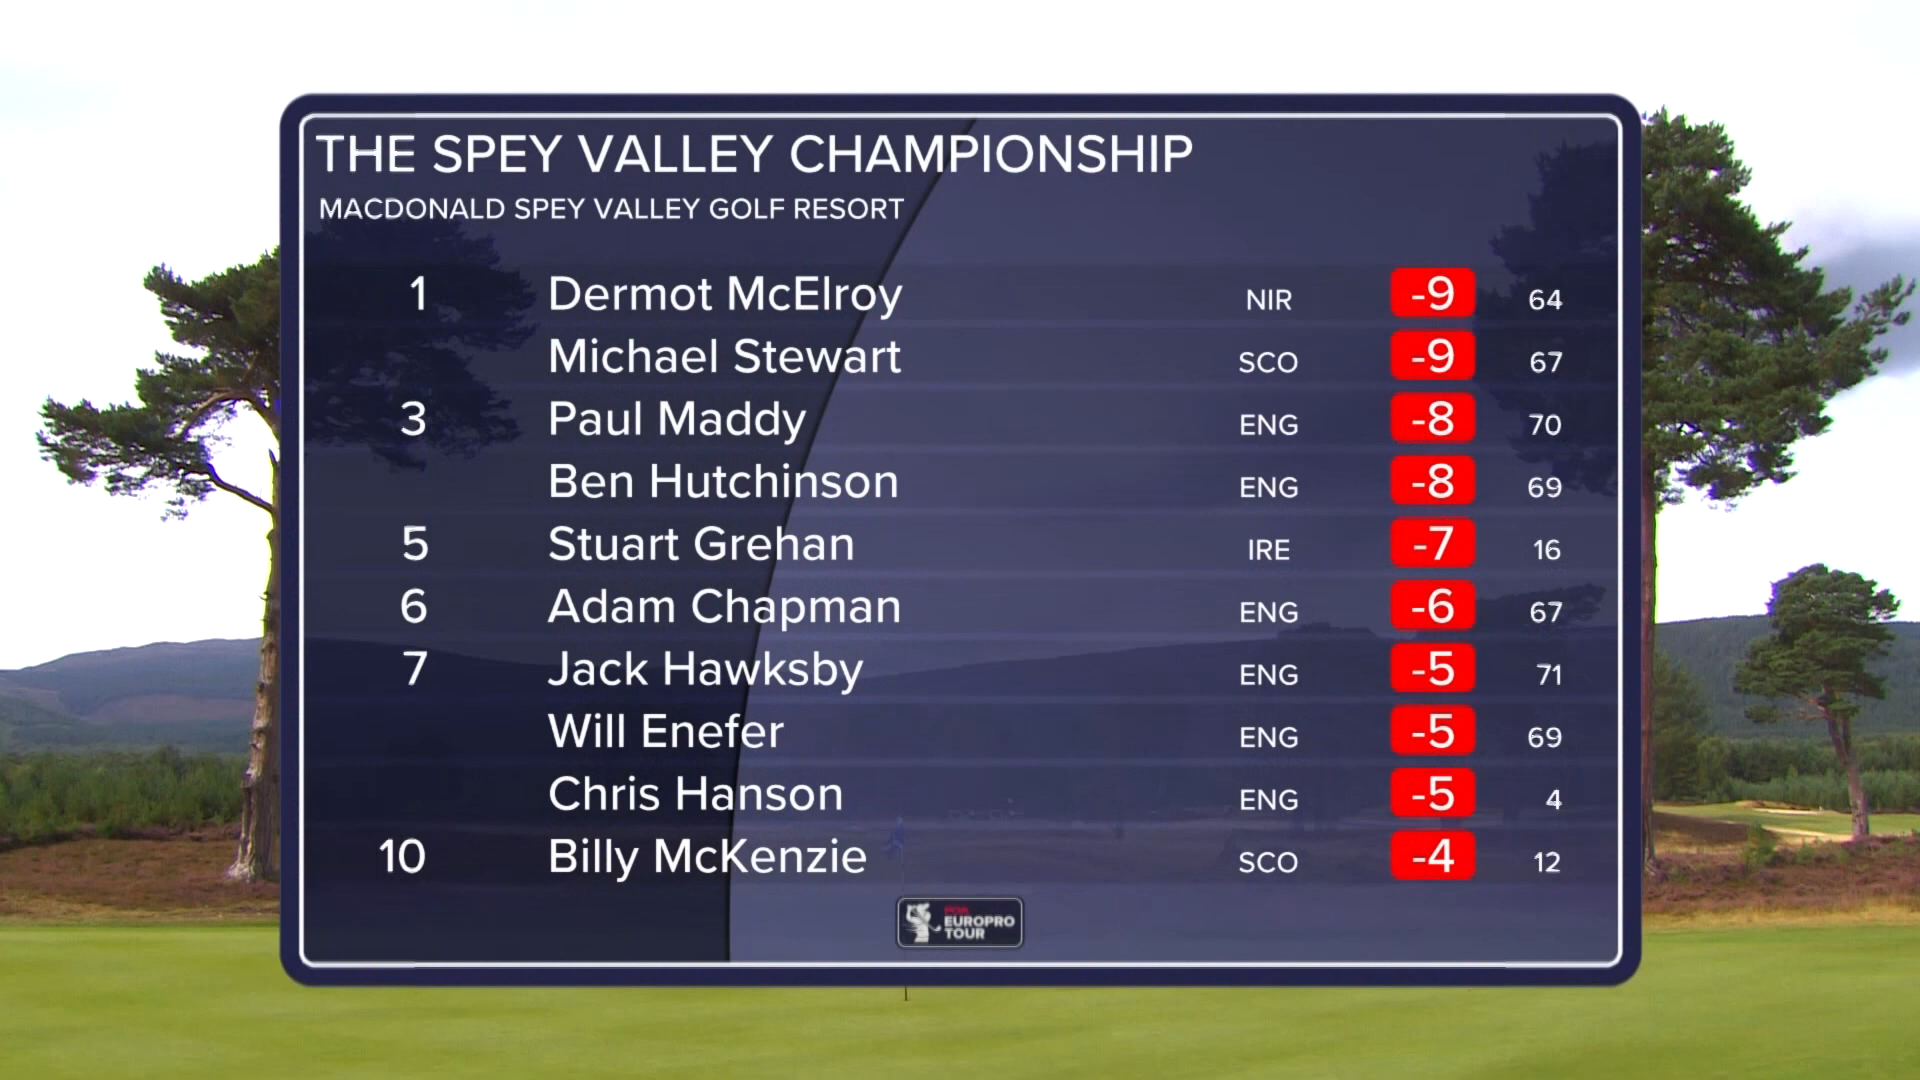 THE SPEY VALLEY CHAMPIONSHIP
MACDONALD SPEY VALLEY GOLF RESORT
1 Dermot McElroy NIR -9 64
Michael Stewart SCO -9 67
3 Paul Maddy ENG -8 70
Ben Hutchinson ENG -8 69
5 Stuart Grehan IRE -7 16
6 Adam Chapman ENG -6 67
7 Jack Hawksby ENG -5 71
Will Enefer ENG -5 69
Chris Hanson ENG -5 4
10 Billy McKenzie SCO -4 12
PGA
EUROPRO
TOUR